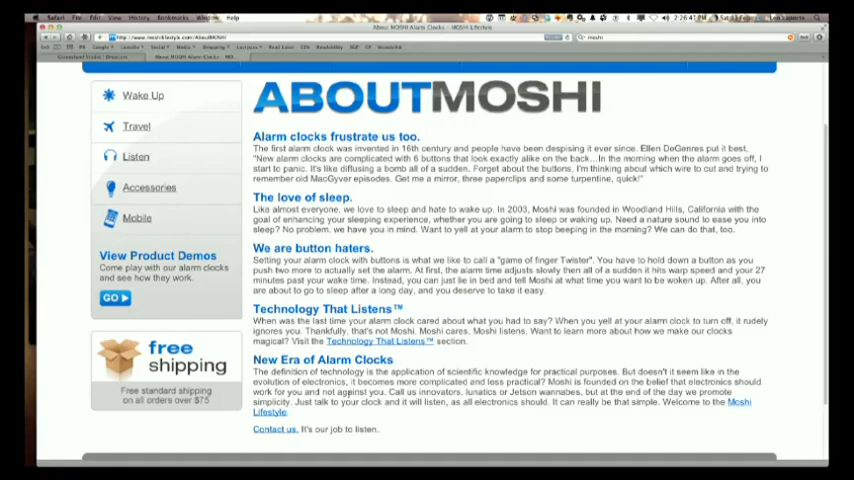 Safari File Edit View History Bookmarks Window Help
About MOSHI Alarm Clocks - MOSHI Lifestyle
moshi
Wake Up
Travel
Listen
Accessories
Mobile
View Product Demos
Come play with our alarm clocks
and see how they work.
GO
free
shipping
Free standard shipping
on all orders over $75
ABOUTMOSHI
Alarm clocks frustrate us too.
The first alarm clock was invented in 16th century and people have been despising it ever since. Ellen DeGenres put it best,
"New alarm clocks are complicated with 6 buttons that look exactly alike on the back...In the morning when the alarm goes off, I
start to panic. It's like diffusing a bomb all of a sudden. Forget about the buttons, I'm thinking about which wire to cut and trying to
remember old MacGyver episodes. Get me a mirror, three paperclips and some turpentine, quick!"
The love of sleep.
Like almost everyone, we love to sleep and hate to wake up. In 2003, Moshi was founded in Woodland Hills, California with the
goal of enhancing your sleeping experience, whether you are going to sleep or waking up. Need a nature sound to ease you into
sleep? No problem, we have you in mind. Want to yell at your alarm to stop beeping in the morning? We can do that, too.
We are button haters.
Setting your alarm clock with buttons is what we like to call a "game of finger Twister". You have to hold down a button as you
push two more to actually set the alarm. At first, the alarm time adjusts slowly then all of a sudden it hits warp speed and your 27
minutes past your wake time. Instead, you can just lie in bed and tell Moshi at what time you want to be woken up. After all, you
are about to go to sleep after a long day, and you deserve to take it easy.
Technology That Listens™
When was the last time your alarm clock cared about what you had to say? When you yell at your alarm clock to turn off, it rudely
ignores you. Thankfully, that's not Moshi. Moshi cares. Moshi listens. Want to learn more about how we make our clocks
magical? Visit the Technology That Listens™ section.
New Era of Alarm Clocks
The definition of technology is the application of scientific knowledge for practical purposes. But doesn't it seem like in the
evolution of electronics, it becomes more complicated and less practical? Moshi is founded on the belief that electronics should
work for you and not against you. Call us innovators, lunatics or Jetson wannabes, but at the end of the day we promote
simplicity. Just talk to your clock and it will listen, as all electronics should. It can really be that simple. Welcome to the Moshi
Lifestyle.
Contact us. It's our job to listen.